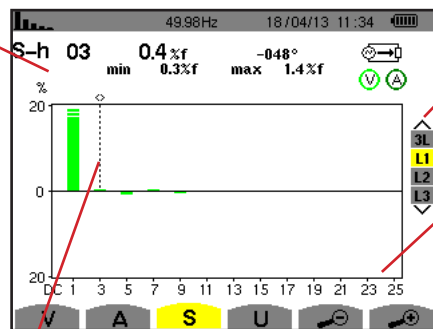 49.98Hz 18/04/13 11:34
S-h 03 0.4 %f -048°
min 0.3%f max 1.4%f
V A
%
20
0
20
3L
L1
L2
L3
DC 1 3 5 7 9 11 13 15 17 19 21 23 25
V A S U